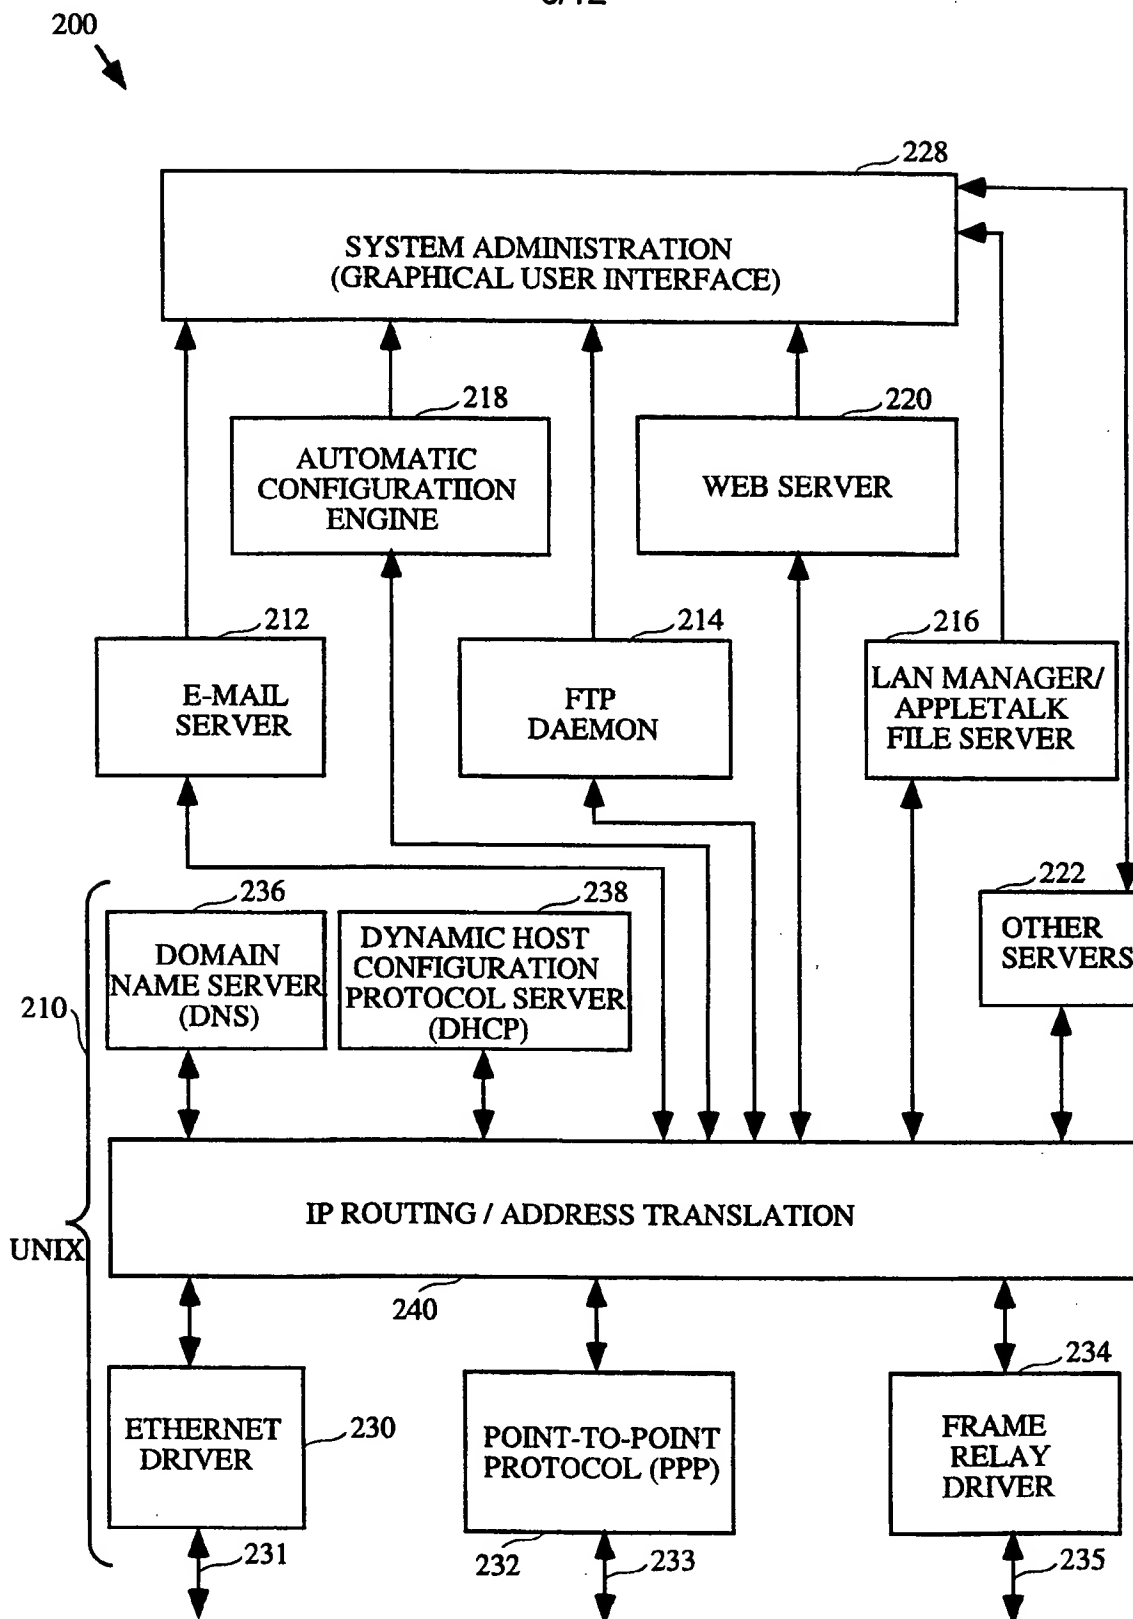 200
228
SYSTEM ADMINISTRATION
(GRAPHICAL USER INTERFACE)
218
220
AUTOMATIC
CONFIGURATIION
ENGINE
WEB SERVER
212
214
216
E-MAIL
SERVER
FTP
DAEMON
LAN MANAGER/
APPLETALK
FILE SERVER
236
238
222
DOMAIN
NAME SERVER
(DNS)
DYNAMIC HOST
CONFIGURATION
PROTOCOL SERVER
(DHCP)
OTHER
SERVERS
210
IP ROUTING / ADDRESS TRANSLATION
UNIX
240
234
ETHERNET
DRIVER
230
POINT-TO-POINT
PROTOCOL (PPP)
FRAME
RELAY
DRIVER
231
232
233
235